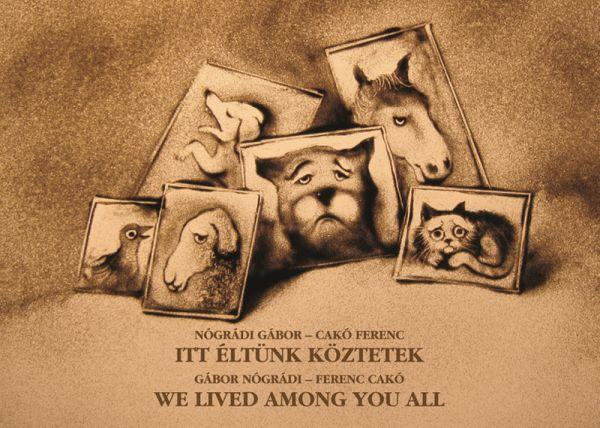 NÓGRÁDI GÁBOR – CAKÓ FERENC
ITT ÉLTÜNK KÖZTETEK
GÁBOR NÓGRÁDI – FERENC CAKÓ
WE LIVED AMONG YOU ALL